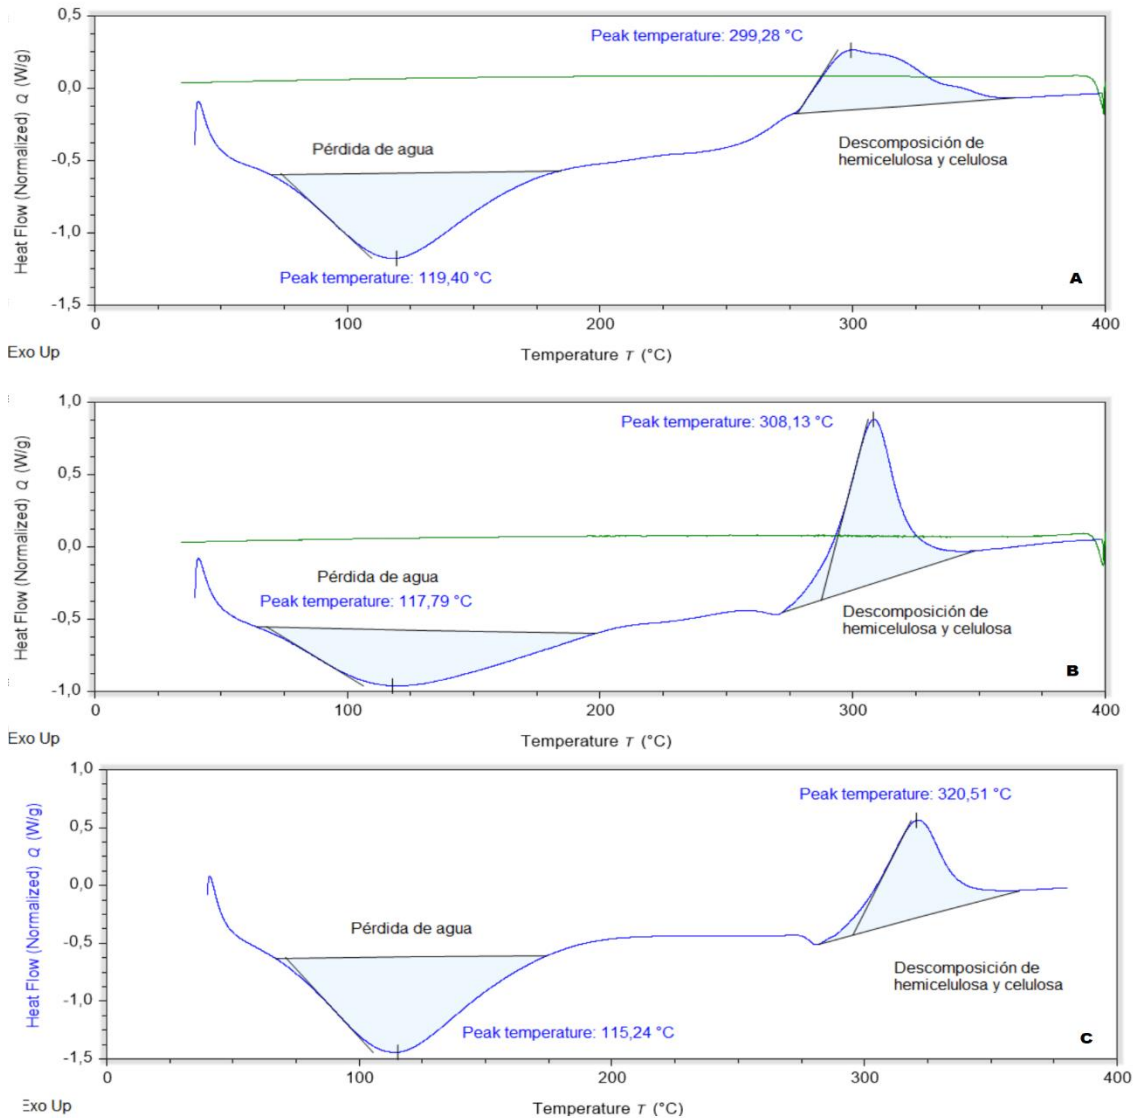 0,5
Peak temperature: 299,28 °C
0,0
Pérdida de agua
Descomposición de
hemicelulosa y celulosa
-0,5
-1,0
Peak temperature: 119,40 °C
A
-1,5
0 100 200 300 400
Heat Flow (Normalized) Q (W/g)
Exo Up
Temperature T (°C)
1,0
Peak temperature: 308,13 °C
0,5
0,0
Pérdida de agua
Peak temperature: 117,79 °C
-0,5
Descomposición de
hemicelulosa y celulosa
B
-1,0
0 100 200 300 400
Heat Flow (Normalized) Q (W/g)
Exo Up
Temperature T (°C)
1,0
Peak temperature: 320,51 °C
0,5
0,0
Pérdida de agua
-0,5
Descomposición de
hemicelulosa y celulosa
-1,0
Peak temperature: 115,24 °C
C
-1,5
0 100 200 300 400
Heat Flow (Normalized) Q (W/g)
Exo Up
Temperature T (°C)